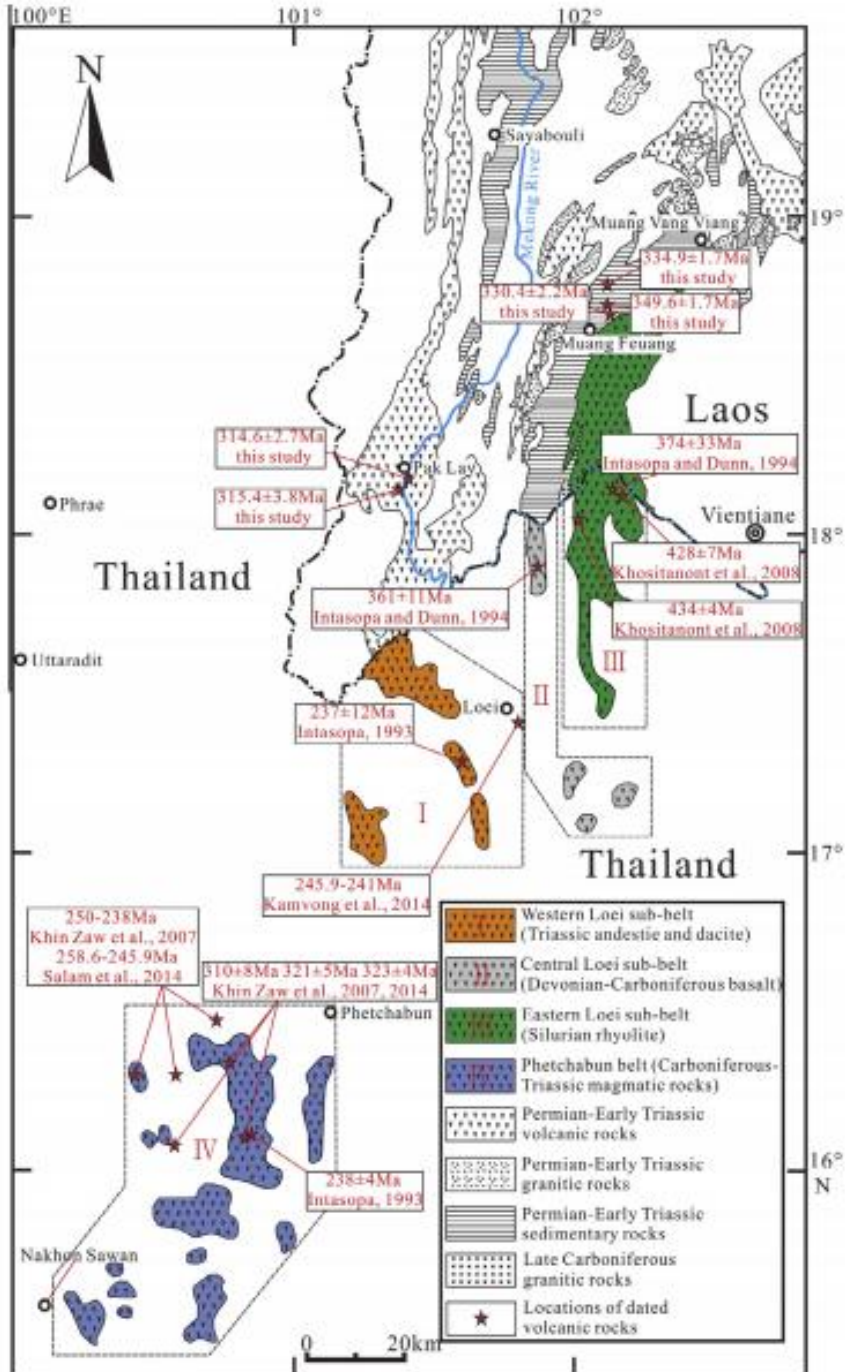 100°E
101°
102°
N
Sayabouli
Mekong River
Muang Vang Viang
19°
334.9±1.7Ma
this study
330.4±2.2Ma
this study
349.6±1.7Ma
this study
Muang Feuang
Laos
314.6±2.7Ma
this study
374±33Ma
Intasopa and Dunn, 1994
Pak Lay
315.4±3.8Ma
this study
Phrae
Vientiane
18°
Thailand
428±7Ma
Khositanont et al., 2008
361±11Ma
Intasopa and Dunn, 1994
434±4Ma
Khositanont et al., 2008
Uttaradit
III
II
Loei
237±12Ma
Intasopa, 1993
I
17°
Thailand
245.9-241Ma
Kamvong et al., 2014
250-238Ma
Khin Zaw et al., 2007
258.6-245.9Ma
Salam et al., 2014
310±8Ma 321±5Ma 323±4Ma
Khin Zaw et al., 2007, 2014
Phetchabun
IV
238±4Ma
Intasopa, 1993
16°
N
Nakhon Sawan
0 20km
I
Western Loei sub-belt
(Triassic andestie and dacite)
II
Central Loei sub-belt
(Devonian-Carboniferous basalt)
III
Eastern Loei sub-belt
(Silurian rhyolite)
IV
Phetchabun belt (Carboniferous-
Triassic magmatic rocks)
Permian-Early Triassic
volcanic rocks
Permian-Early Triassic
granitic rocks
Permian-Early Triassic
sedimentary rocks
Late Carboniferous
granitic rocks
Locations of dated
volcanic rocks